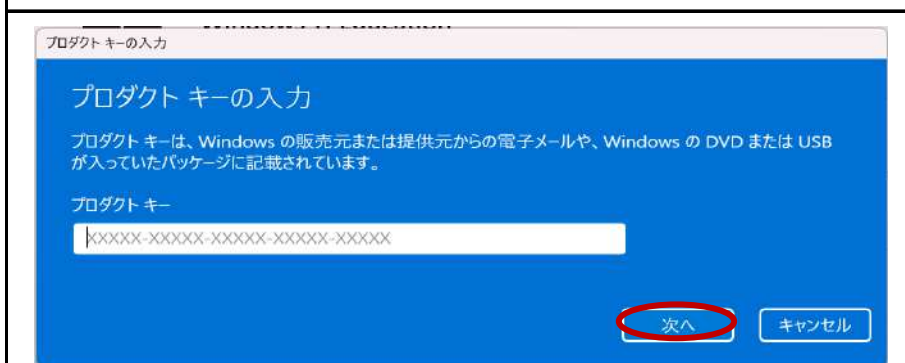 プロダクト キーの入力
プロダクト キーの入力
プロダクト キーは、Windows の販売元または提供元からの電子メールや、Windows の DVD または USB
が入っていたパッケージに記載されています。
プロダクト キー
XXXXX-XXXXX-XXXXX-XXXXX-XXXXX
次へ
キャンセル